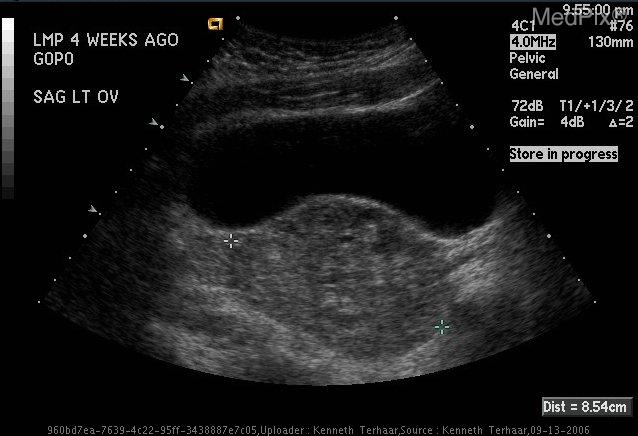 9:55:00 pm
MedPix®
4C1 #76
LMP 4 WEEKS AGO
G0P0
4.0MHz 130mm
Pelvic
General
SAG LT OV
72dB T1/+1/3/2
Gain= 4dB Δ=2
Store in progress
Dist = 8.54cm
960bd7ea-7639-4c22-95ff-3438887e7c05,Uploader: Kenneth Terhaar,Source : Kenneth Terhaar,09-13-2006